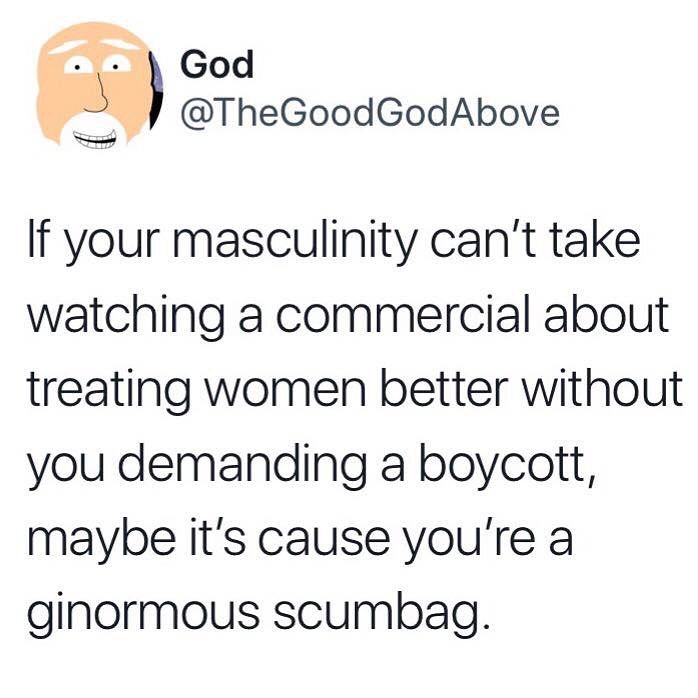 God
@TheGoodGodAbove
If your masculinity can’t take
watching a commercial about
treating women better without
you demanding a boycott,
maybe it’s cause you’re a
ginormous scumbag.